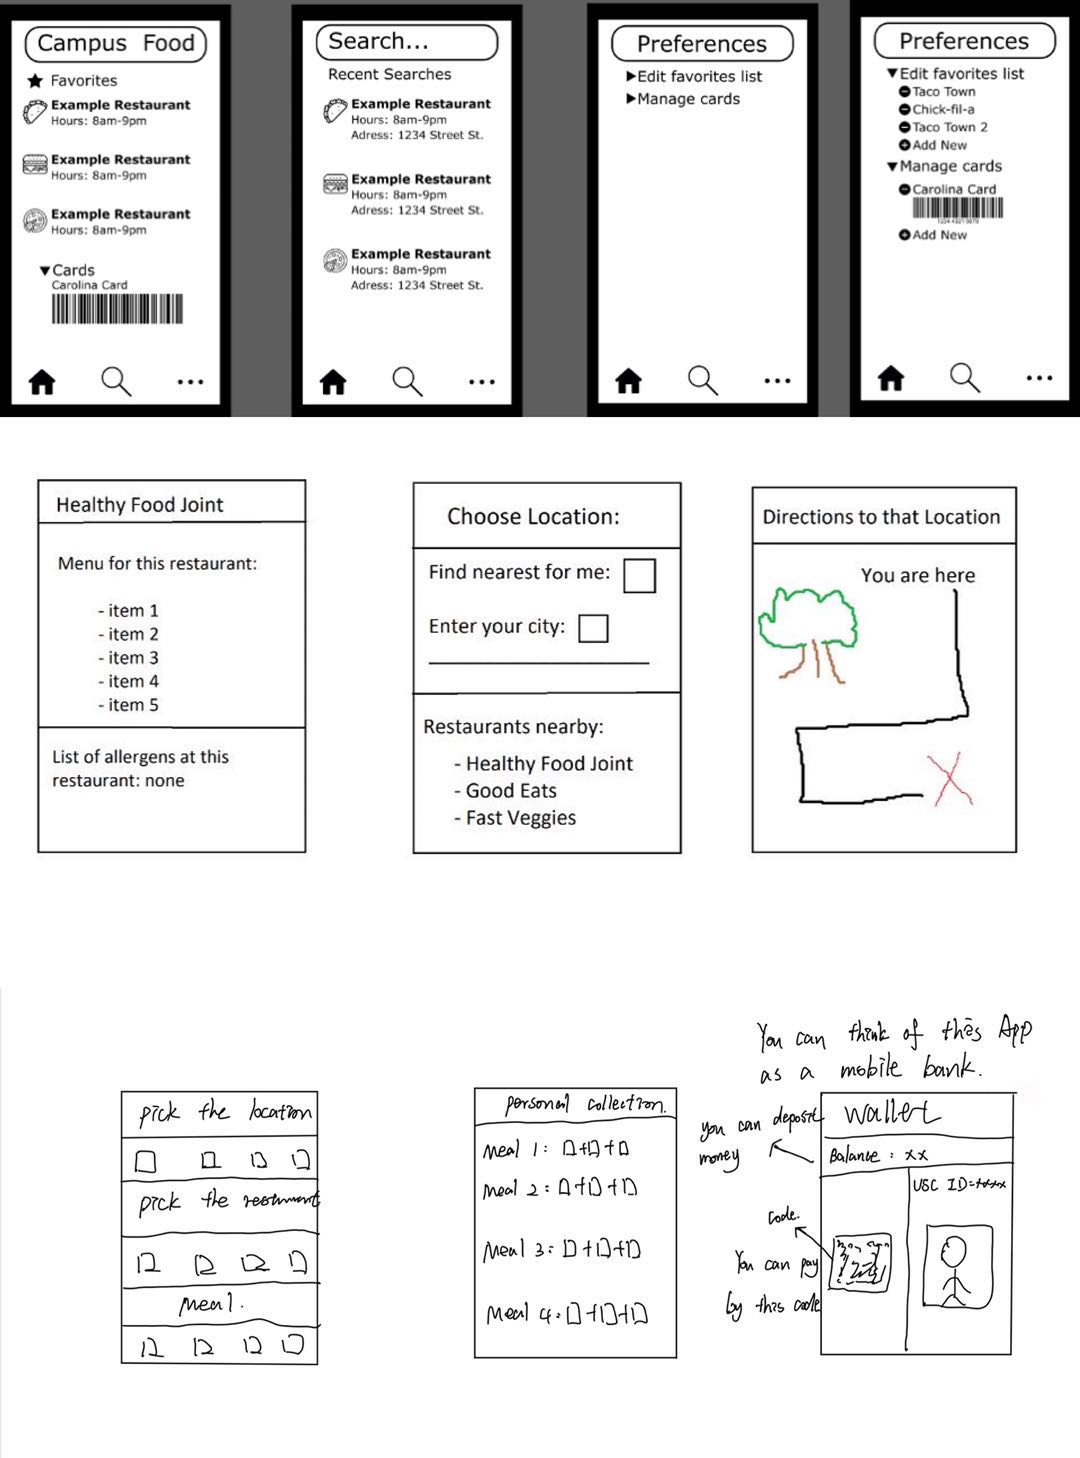 Campus Food
Favorites
Example Restaurant
Hours: 8am-9pm
Example Restaurant
Hours: 8am-9pm
Example Restaurant
Hours: 8am-9pm
Cards
Carolina Card
Search...
Recent Searches
Example Restaurant
Hours: 8am-9pm
Adress: 1234 Street St.
Example Restaurant
Hours: 8am-9pm
Adress: 1234 Street St.
Example Restaurant
Hours: 8am-9pm
Adress: 1234 Street St.
Preferences
Edit favorites list
Manage cards
Preferences
Edit favorites list
Taco Town
Chick-fil-a
Taco Town 2
Add New
Manage cards
Carolina Card
Add New
Healthy Food Joint
Menu for this restaurant:
- item 1
- item 2
- item 3
- item 4
- item 5
List of allergens at this
restaurant: none
Choose Location:
Find nearest for me:
Enter your city:
Restaurants nearby:
- Healthy Food Joint
- Good Eats
- Fast Veggies
Directions to that Location
You are here
pick the location
pick the
Meal.
personal collection.
Meal 1:
Meal 2:
Meal 3:
Meal 4:
You can think of this App
as a mobile bank.
you can deposit
money
Wallet
Balance: xx
USC ID=
Code.
You can pay
by this code